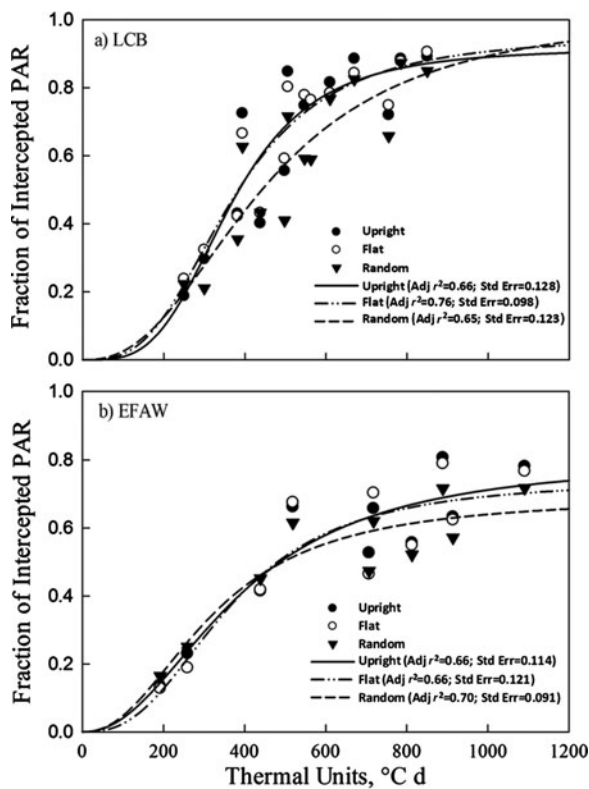 1.0
a) LCB
0.8
0.6
0.4
0.2
0.0
Fraction of Intercepted PAR
Upright
Flat
Random
Upright (Adj r²=0.66; Std Err=0.128)
Flat (Adj r²=0.76; Std Err=0.098)
Random (Adj r²=0.65; Std Err=0.123)
1.0
b) EFAW
0.8
0.6
0.4
0.2
0.0
Fraction of Intercepted PAR
Upright
Flat
Random
Upright (Adj r²=0.66; Std Err=0.114)
Flat (Adj r²=0.66; Std Err=0.121)
Random (Adj r²=0.70; Std Err=0.091)
0 200 400 600 800 1000 1200
Thermal Units, °C d